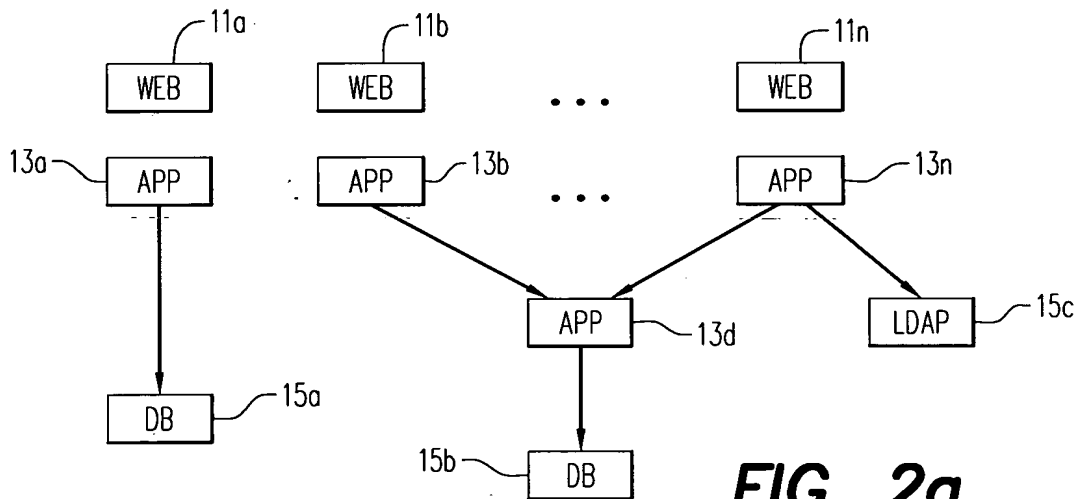 11a 11b 11n
WEB WEB ... WEB
13a APP APP 13b ... APP 13n
APP 13d LDAP 15c
DB 15a
15b DB
FIG. 2a